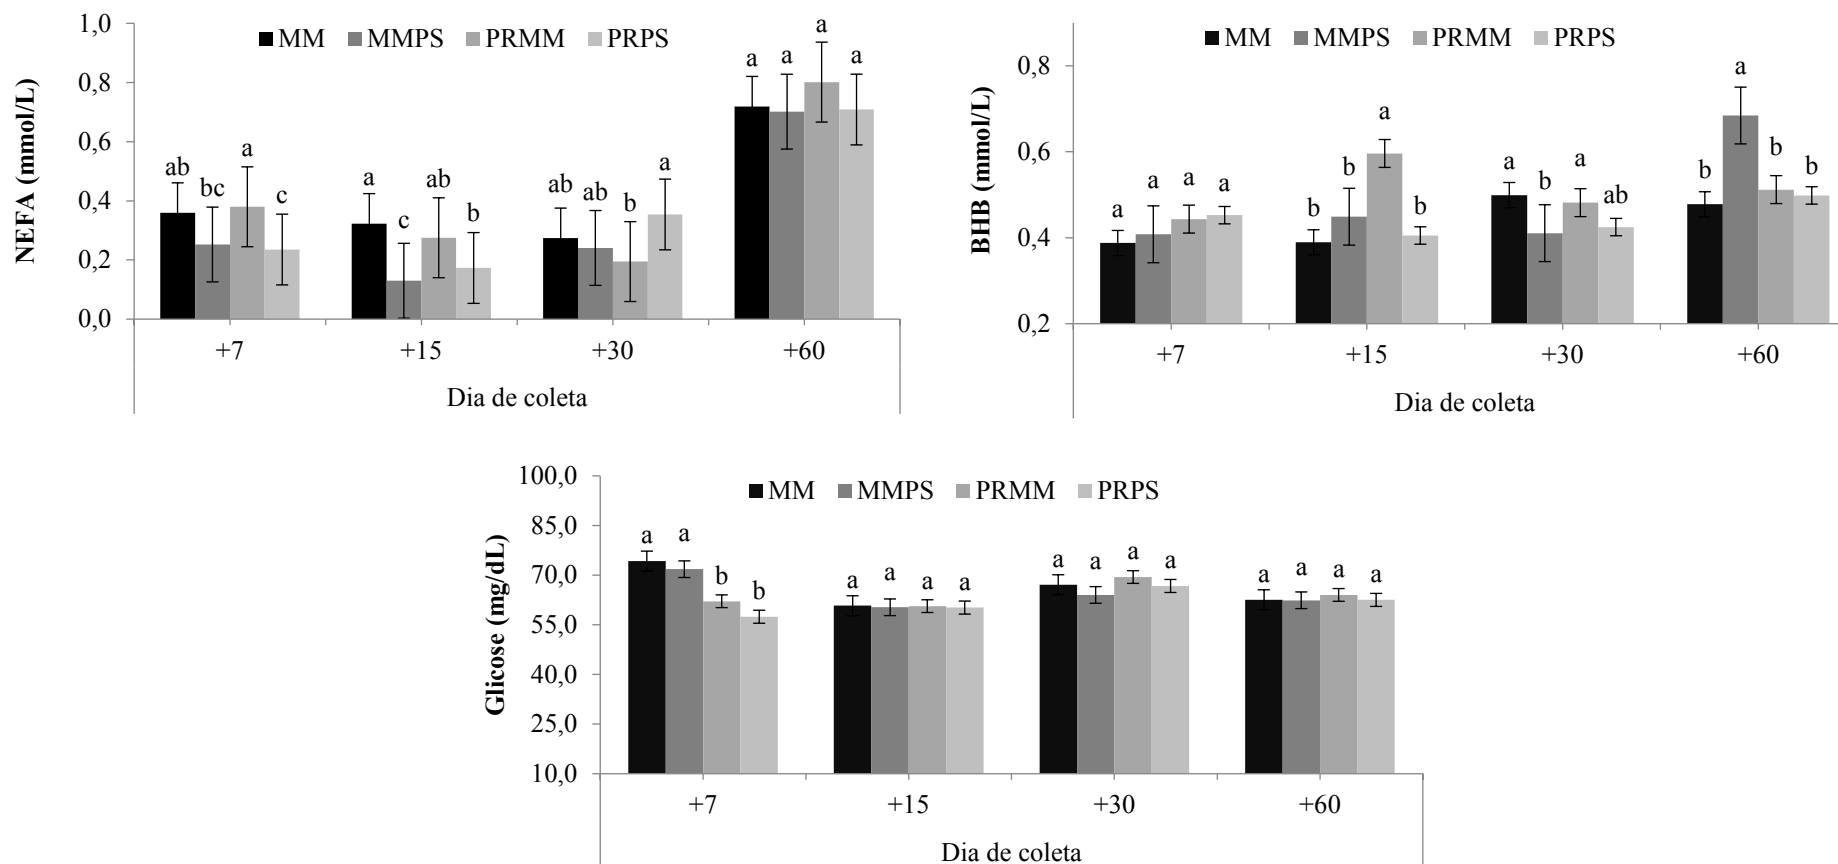 NEFA (mmol/L)
1,0
0,8
0,6
0,4
0,2
0,0
MM MMPS PRMM PRPS
ab bc a c
a c ab b
ab ab b a
a a a a
+7 +15 +30 +60
Dia de coleta
BHB (mmol/L)
0,8
0,6
0,4
0,2
MM MMPS PRMM PRPS
a a a a
b b a b
a b a ab
b a b b
+7 +15 +30 +60
Dia de coleta
Glicose (mg/dL)
100,0
85,0
70,0
55,0
40,0
25,0
10,0
MM MMPS PRMM PRPS
a a b b
a a a a
a a a a
a a a a
+7 +15 +30 +60
Dia de coleta